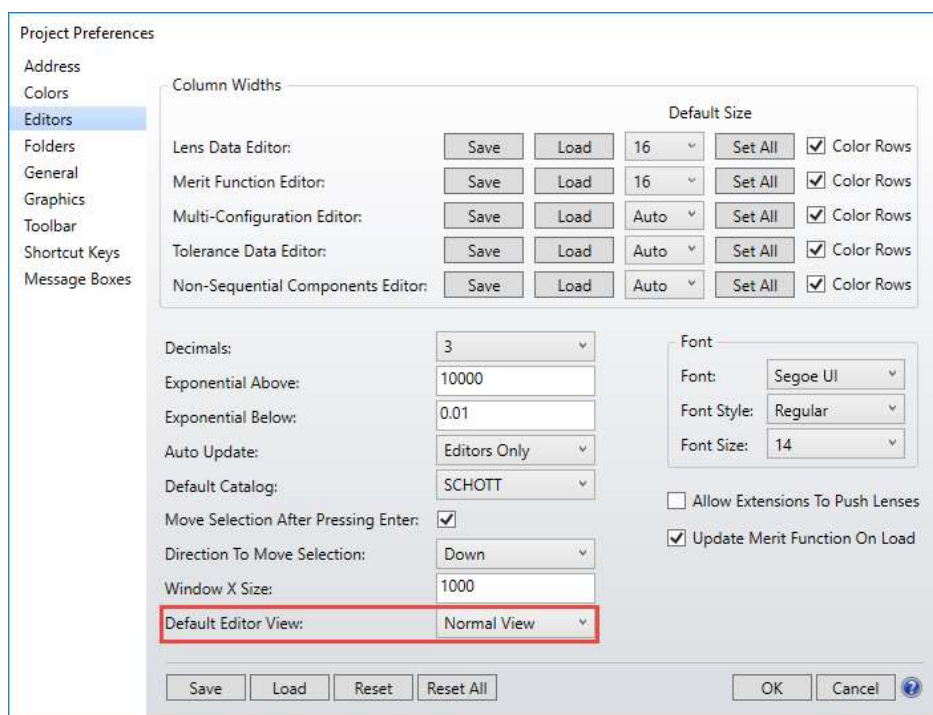 Project Preferences
Address
Colors
Editors
Folders
General
Graphics
Toolbar
Shortcut Keys
Message Boxes
Column Widths
Default Size
Lens Data Editor: Save Load 16 Set All Color Rows
Merit Function Editor: Save Load 16 Set All Color Rows
Multi-Configuration Editor: Save Load Auto Set All Color Rows
Tolerance Data Editor: Save Load Auto Set All Color Rows
Non-Sequential Components Editor: Save Load Auto Set All Color Rows
Decimals: 3
Exponential Above: 10000
Exponential Below: 0.01
Auto Update: Editors Only
Default Catalog: SCHOTT
Move Selection After Pressing Enter:
Direction To Move Selection: Down
Window X Size: 1000
Default Editor View: Normal View
Font
Font: Segoe UI
Font Style: Regular
Font Size: 14
Allow Extensions To Push Lenses
Update Merit Function On Load
Save Load Reset Reset All OK Cancel ?